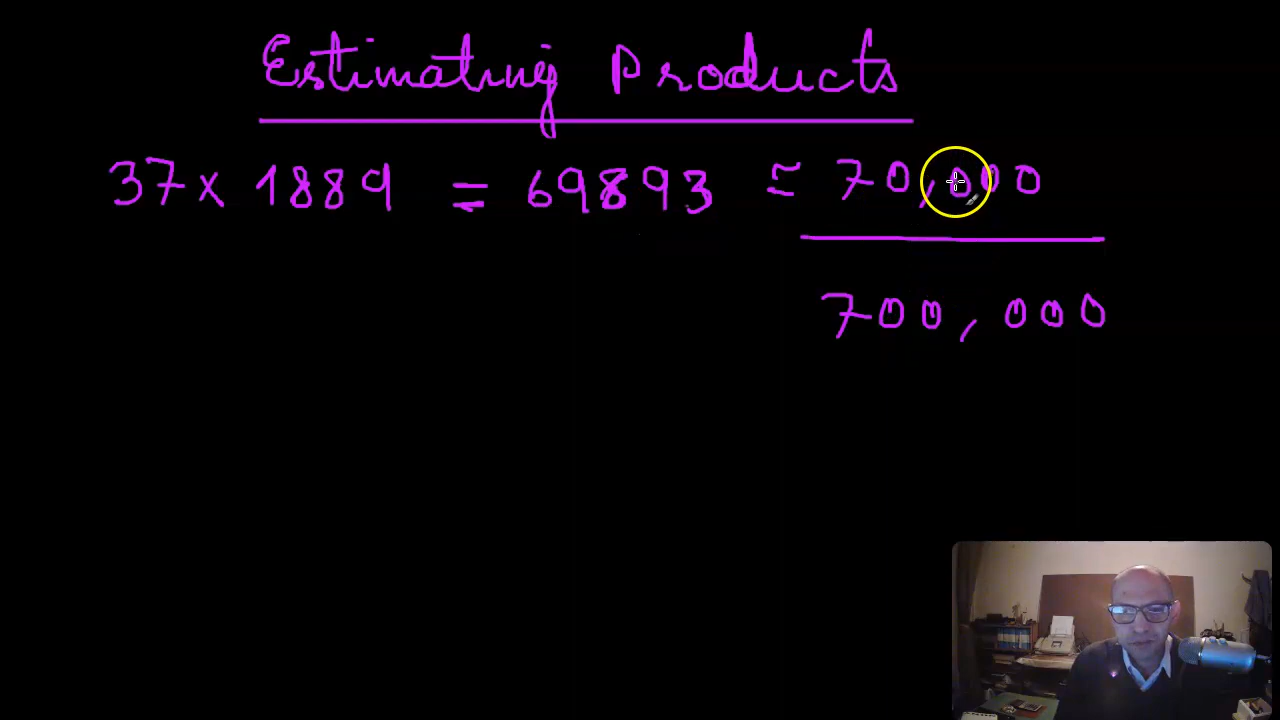 Estimating Products
37 x 1889 = 69893 ≃ 70,000
700,000